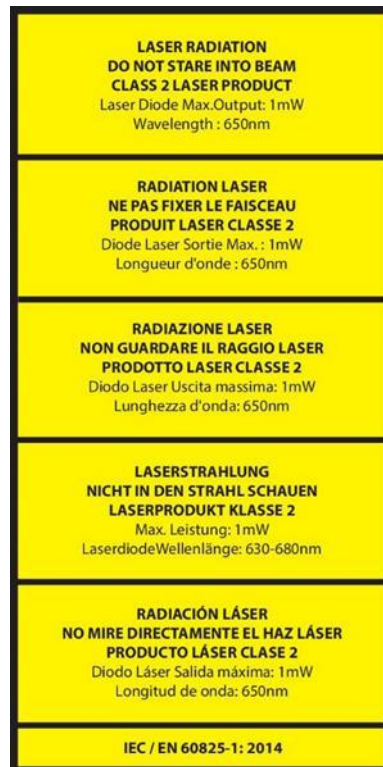 LASER RADIATION
DO NOT STARE INTO BEAM
CLASS 2 LASER PRODUCT
Laser Diode Max.Output: 1mW
Wavelength : 650nm
RADIATION LASER
NE PAS FIXER LE FAISCEAU
PRODUIT LASER CLASSE 2
Diode Laser Sortie Max. : 1mW
Longueur d'onde : 650nm
RADIAZIONE LASER
NON GUARDARE IL RAGGIO LASER
PRODOTTO LASER CLASSE 2
Diodo Laser Uscita massima: 1mW
Lunghezza d'onda: 650nm
LASERSTRAHLUNG
NICHT IN DEN STRAHL SCHAUEN
LASERPRODUKT KLASSE 2
Max. Leistung: 1mW
LaserdiodeWellenlänge: 630-680nm
RADIACIÓN LÁSER
NO MIRE DIRECTAMENTE EL HAZ LÁSER
PRODUCTO LÁSER CLASE 2
Diodo Láser Salida máxima: 1mW
Longitud de onda: 650nm
IEC / EN 60825-1: 2014